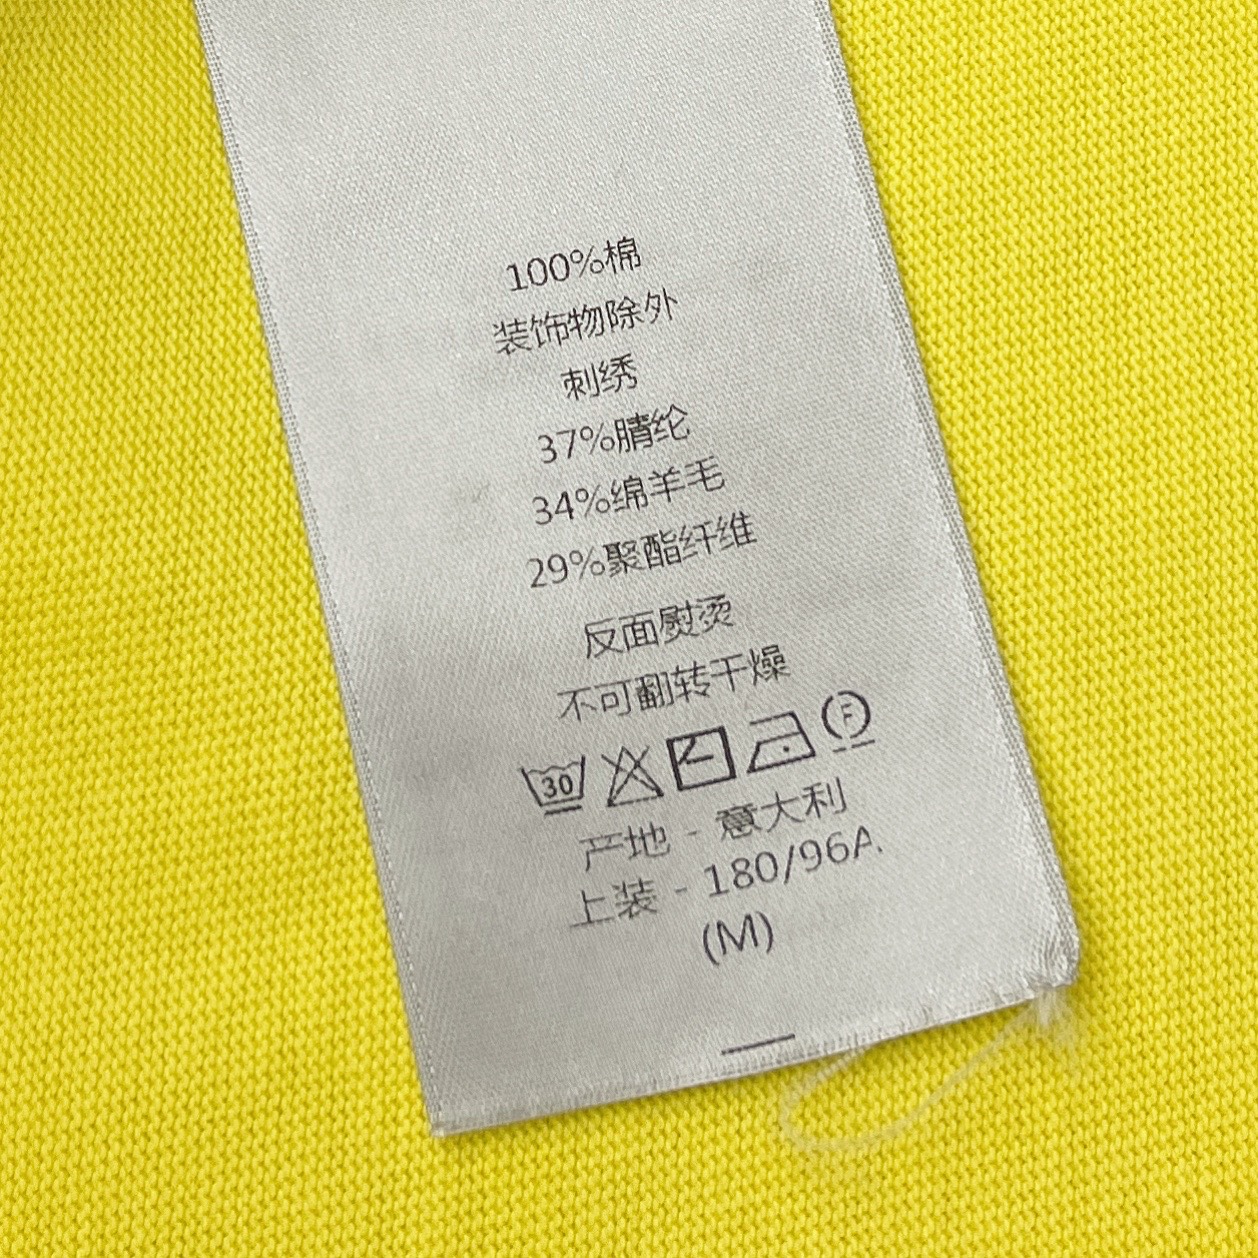 100%棉
装饰物除外
刺绣
37%腈纶
34%绵羊毛
29%聚酯纤维
反面熨烫
不可翻转干燥
30 F
产地 - 意大利
上装 - 180/96A.
(M)